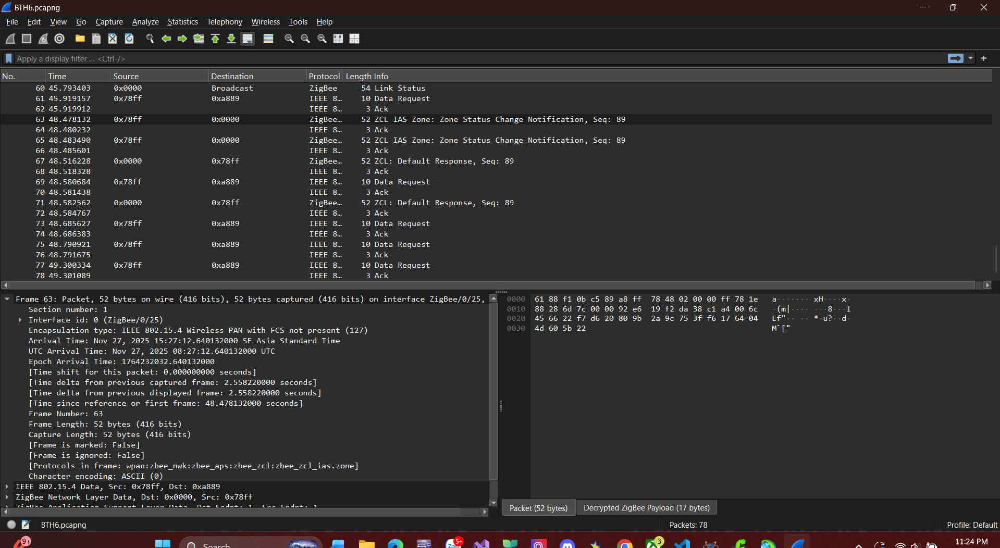 BTH6.pcapng
File Edit View Go Capture Analyze Statistics Telephony Wireless Tools Help
Apply a display filter ... <Ctrl-/>
No. Time Source Destination Protocol Length Info
60 45.793403 0x0000 Broadcast ZigBee 54 Link Status
61 45.919157 0x78ff 0xa889 IEEE 8… 10 Data Request
62 45.919912 IEEE 8… 3 Ack
63 48.478132 0x78ff 0x0000 ZigBee… 52 ZCL IAS Zone: Zone Status Change Notification, Seq: 89
64 48.480232 IEEE 8… 3 Ack
65 48.483490 0x78ff 0x0000 ZigBee… 52 ZCL IAS Zone: Zone Status Change Notification, Seq: 89
66 48.485601 IEEE 8… 3 Ack
67 48.516228 0x0000 0x78ff ZigBee… 52 ZCL: Default Response, Seq: 89
68 48.518328 IEEE 8… 3 Ack
69 48.580684 0x78ff 0xa889 IEEE 8… 10 Data Request
70 48.581438 IEEE 8… 3 Ack
71 48.582562 0x0000 0x78ff ZigBee… 52 ZCL: Default Response, Seq: 89
72 48.584767 IEEE 8… 3 Ack
73 48.685627 0x78ff 0xa889 IEEE 8… 10 Data Request
74 48.686383 IEEE 8… 3 Ack
75 48.790921 0x78ff 0xa889 IEEE 8… 10 Data Request
76 48.791675 IEEE 8… 3 Ack
77 49.300334 0x78ff 0xa889 IEEE 8… 10 Data Request
78 49.301089 IEEE 8… 3 Ack
Frame 63: Packet, 52 bytes on wire (416 bits), 52 bytes captured (416 bits) on interface ZigBee/0/25,
Section number: 1
Interface id: 0 (ZigBee/0/25)
Encapsulation type: IEEE 802.15.4 Wireless PAN with FCS not present (127)
Arrival Time: Nov 27, 2025 15:27:12.640132000 SE Asia Standard Time
UTC Arrival Time: Nov 27, 2025 08:27:12.640132000 UTC
Epoch Arrival Time: 1764232032.640132000
[Time shift for this packet: 0.000000000 seconds]
[Time delta from previous captured frame: 2.558220000 seconds]
[Time delta from previous displayed frame: 2.558220000 seconds]
[Time since reference or first frame: 48.478132000 seconds]
Frame Number: 63
Frame Length: 52 bytes (416 bits)
Capture Length: 52 bytes (416 bits)
[Frame is marked: False]
[Frame is ignored: False]
[Protocols in frame: wpan:zbee_nwk:zbee_aps:zbee_zcl:zbee_zcl_ias.zone]
Character encoding: ASCII (0)
IEEE 802.15.4 Data, Src: 0x78ff, Dst: 0xa889
ZigBee Network Layer Data, Dst: 0x0000, Src: 0x78ff
ZigBee Application Support Layer Data, Dst Endpt: 1, Src Endpt: 1
0000 61 88 f1 0b c5 89 a8 ff 78 48 02 00 00 ff 78 1e a······· xH····x·
0010 88 28 6d 7c 00 00 92 e6 19 f2 da 38 c1 a4 00 6c ·(m|···· ···8···l
0020 45 66 22 f7 d6 20 80 9b 2a 9c 75 3f f6 17 64 04 Ef"·· ·· *·u?··d·
0030 4d 60 5b 22 M`["
Packet (52 bytes) Decrypted ZigBee Payload (17 bytes)
BTH6.pcapng Packets: 78 Profile: Default
9+ Search Zalo 5+ 3 11:24 PM